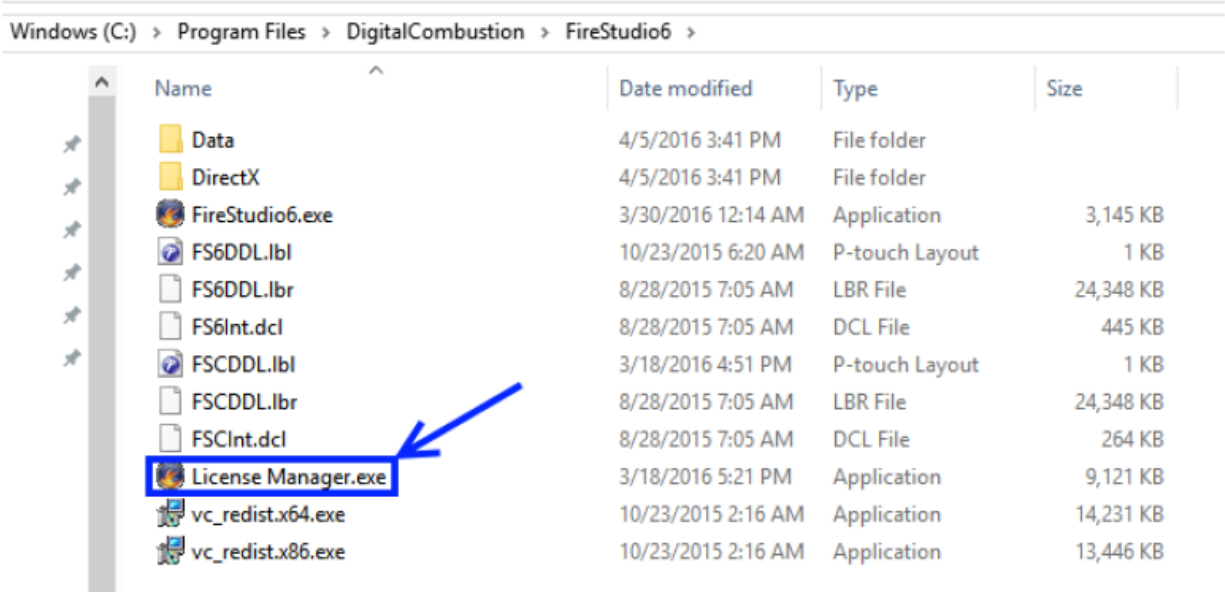 Windows (C:) > Program Files > DigitalCombustion > FireStudio6 >
Name Date modified Type Size
Data 4/5/2016 3:41 PM File folder
DirectX 4/5/2016 3:41 PM File folder
FireStudio6.exe 3/30/2016 12:14 AM Application 3,145 KB
FS6DDL.lbl 10/23/2015 6:20 AM P-touch Layout 1 KB
FS6DDL.lbr 8/28/2015 7:05 AM LBR File 24,348 KB
FS6Int.dcl 8/28/2015 7:05 AM DCL File 445 KB
FSCDDL.lbl 3/18/2016 4:51 PM P-touch Layout 1 KB
FSCDDL.lbr 8/28/2015 7:05 AM LBR File 24,348 KB
FSCInt.dcl 8/28/2015 7:05 AM DCL File 264 KB
License Manager.exe 3/18/2016 5:21 PM Application 9,121 KB
vc_redist.x64.exe 10/23/2015 2:16 AM Application 14,231 KB
vc_redist.x86.exe 10/23/2015 2:16 AM Application 13,446 KB